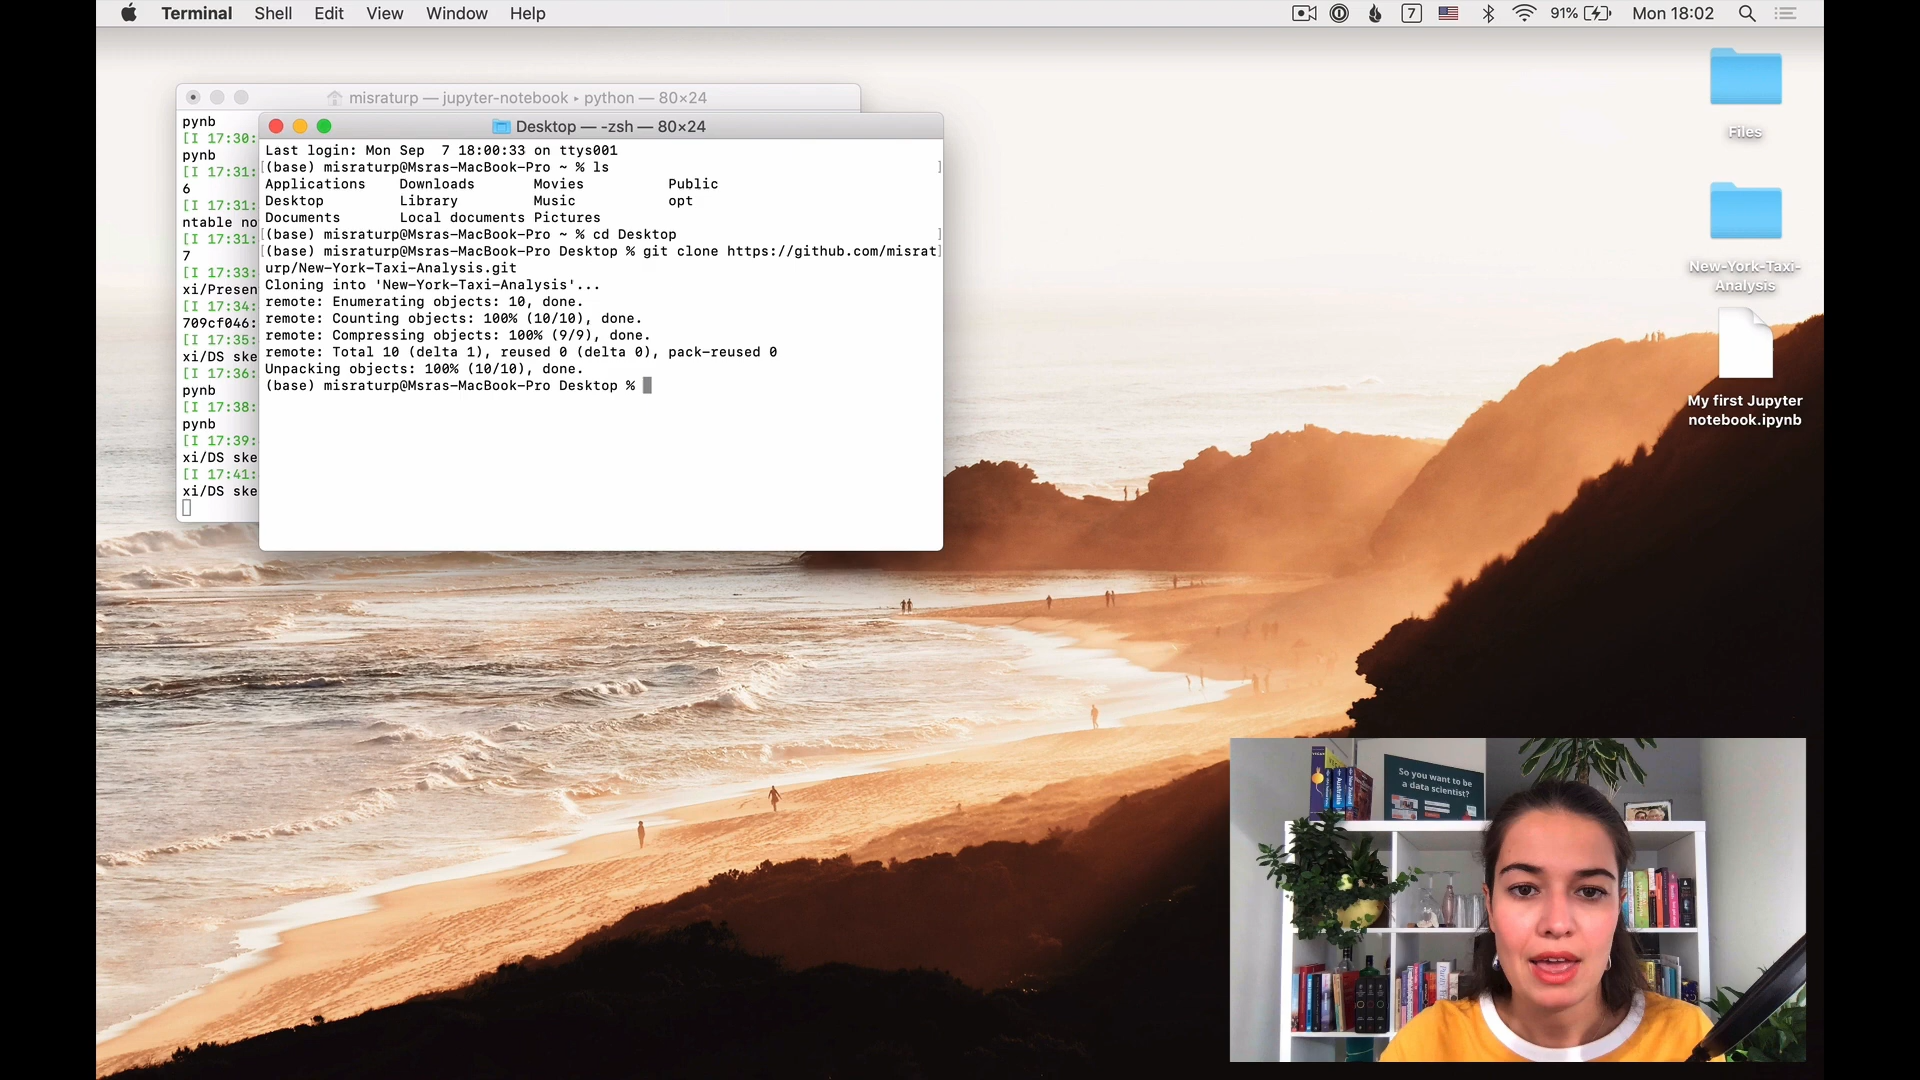 Terminal Shell Edit View Window Help
7 91% Mon 18:02
misraturp — jupyter-notebook ▸ python — 80×24
pynb
[I 17:30:
pynb
[I 17:31:
6
[I 17:31:
ntable no
[I 17:31:
7
[I 17:33:
xi/Presen
[I 17:34:
709cf046:
[I 17:35:
xi/DS ske
[I 17:36:
pynb
[I 17:38:
pynb
[I 17:39:
xi/DS ske
[I 17:41:
xi/DS ske
Desktop — -zsh — 80×24
Last login: Mon Sep  7 18:00:33 on ttys001
[(base) misraturp@Msras-MacBook-Pro ~ % ls ]
Applications Downloads Movies Public
Desktop Library Music opt
Documents Local documents Pictures
[(base) misraturp@Msras-MacBook-Pro ~ % cd Desktop ]
[(base) misraturp@Msras-MacBook-Pro Desktop % git clone https://github.com/misrat]
urp/New-York-Taxi-Analysis.git
Cloning into 'New-York-Taxi-Analysis'...
remote: Enumerating objects: 10, done.
remote: Counting objects: 100% (10/10), done.
remote: Compressing objects: 100% (9/9), done.
remote: Total 10 (delta 1), reused 0 (delta 0), pack-reused 0
Unpacking objects: 100% (10/10), done.
(base) misraturp@Msras-MacBook-Pro Desktop %
Files
New-York-Taxi-
Analysis
My first Jupyter
notebook.ipynb
So you want to be
a data scientist?
Australia